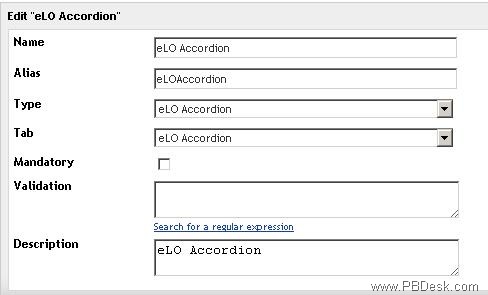 Edit "eLO Accordion"
Name eLO Accordion
Alias eLOAccordion
Type eLO Accordion
Tab eLO Accordion
Mandatory
Validation
Search for a regular expression
Description eLO Accordion
www.PBDesk.com